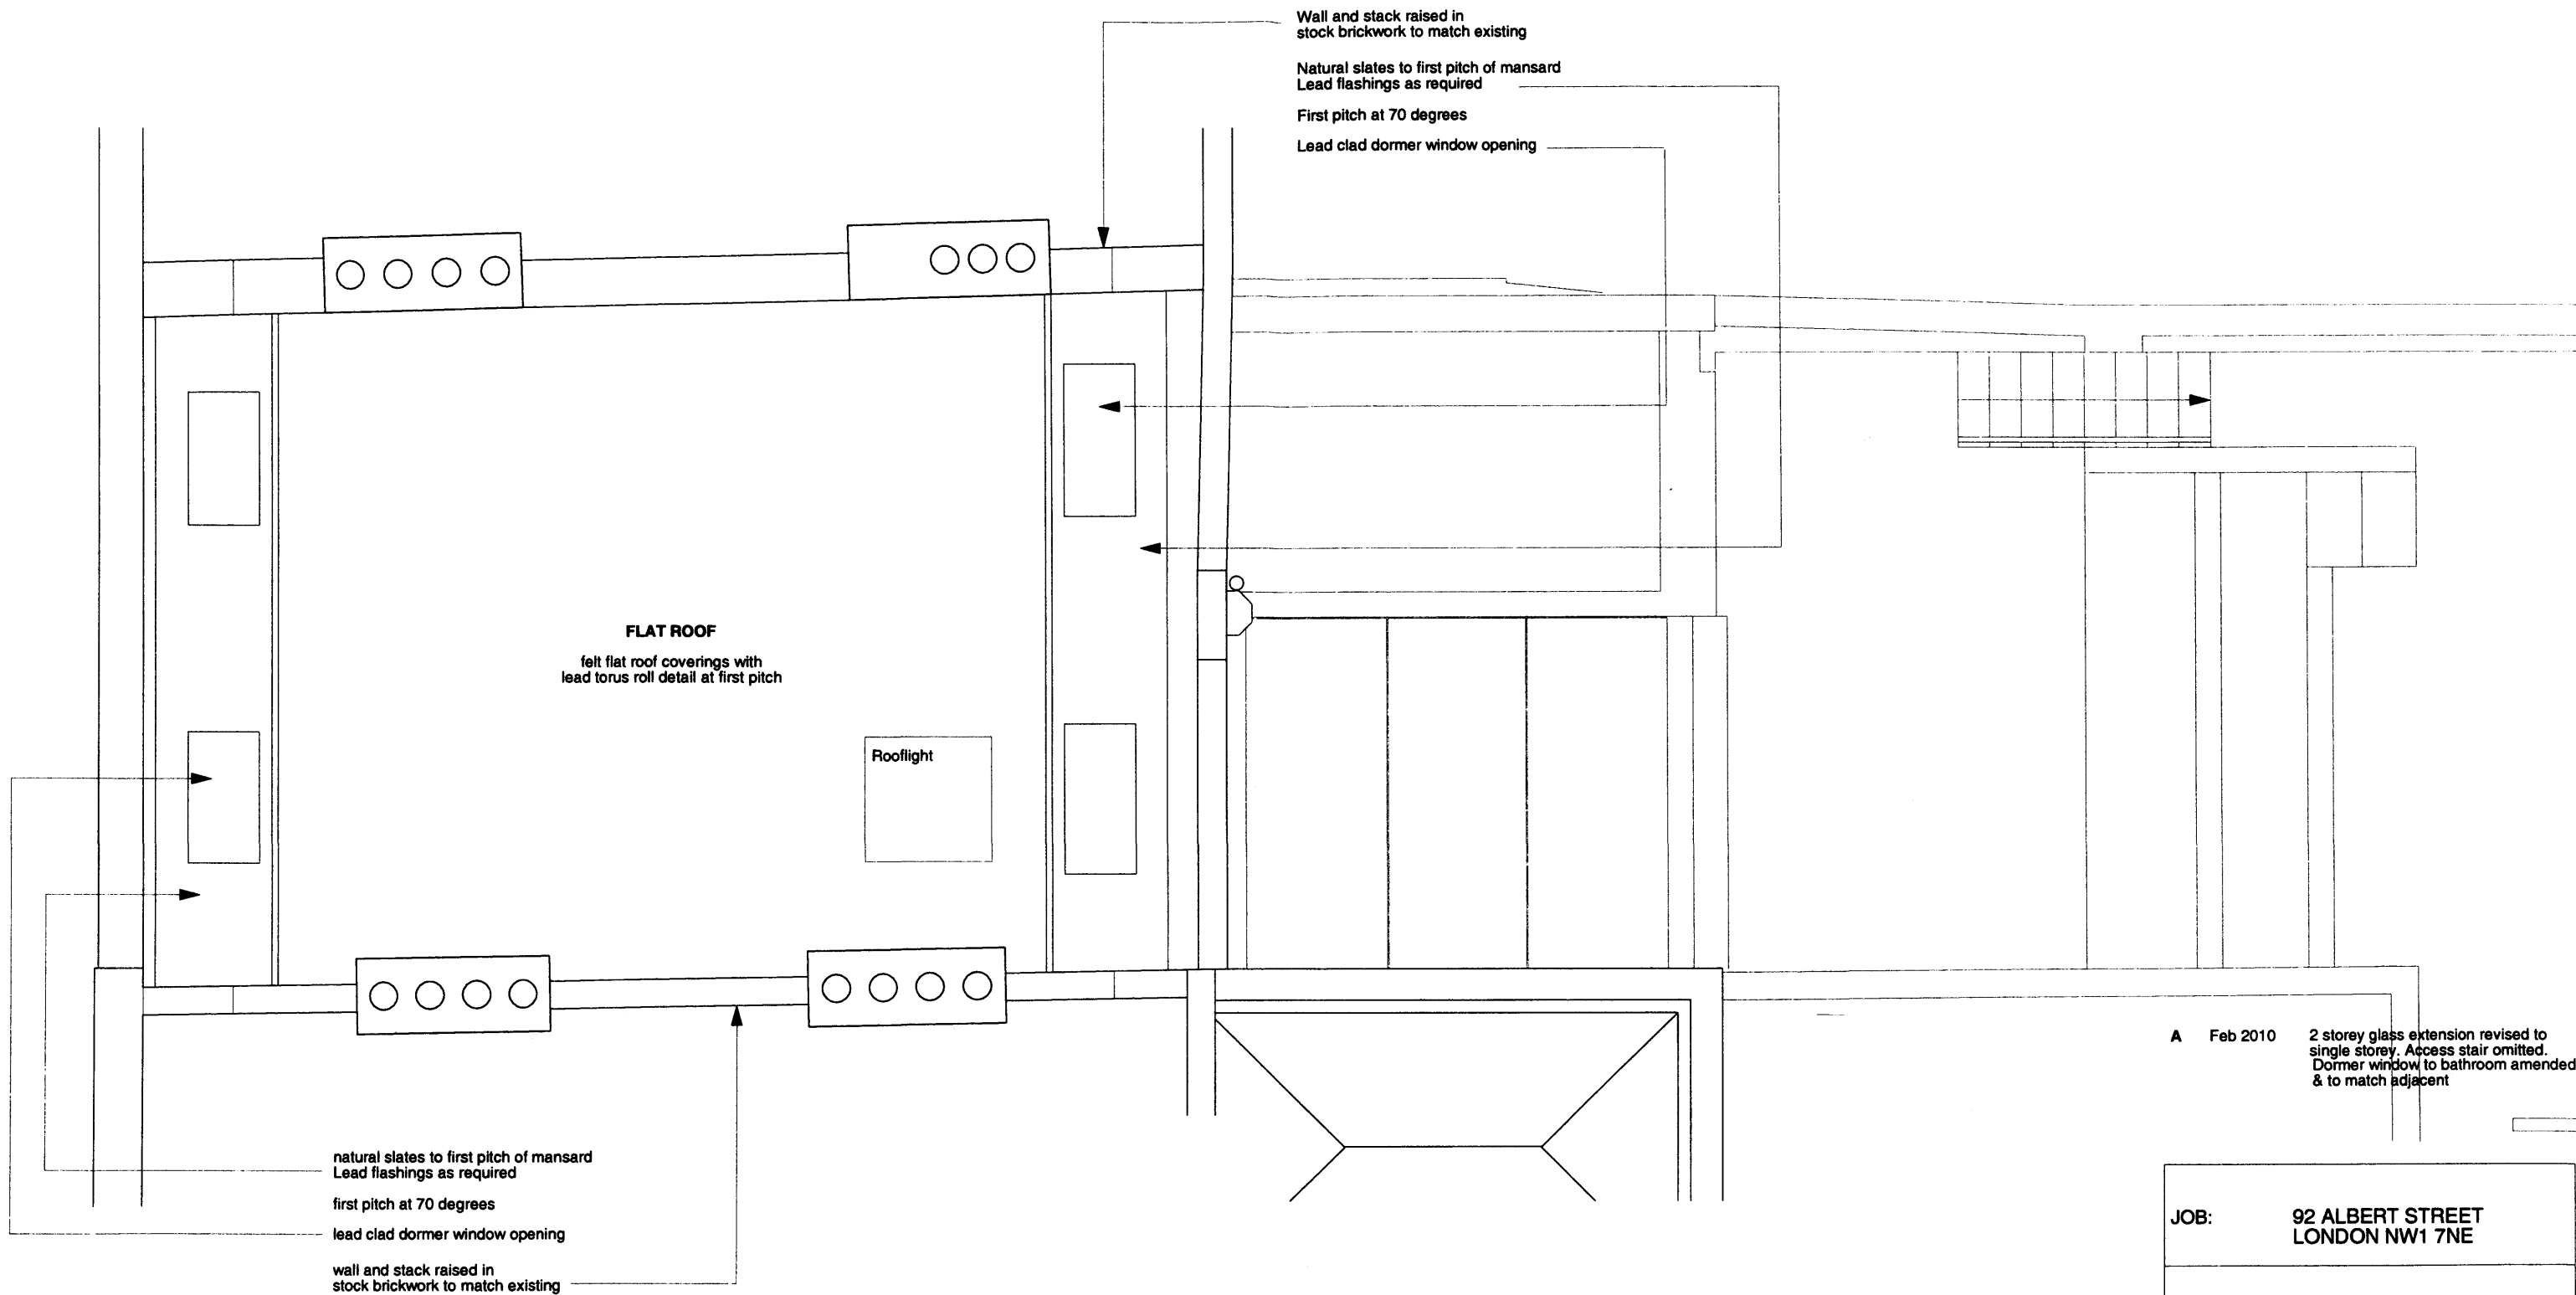 Wall and stack raised in
stock brickwork to match existing
Natural slates to first pitch of mansard
Lead flashings as required
First pitch at 70 degrees
Lead clad dormer window opening
FLAT ROOF
felt flat roof coverings with
lead torus roll detail at first pitch
Rooflight
A Feb 2010 2 storey glass extension revised to
single storey. Access stair omitted.
Dormer window to bathroom amended
& to match adjacent
natural slates to first pitch of mansard
Lead flashings as required
first pitch at 70 degrees
lead clad dormer window opening
wall and stack raised in
stock brickwork to match existing
JOB: 92 ALBERT STREET
LONDON NW1 7NE